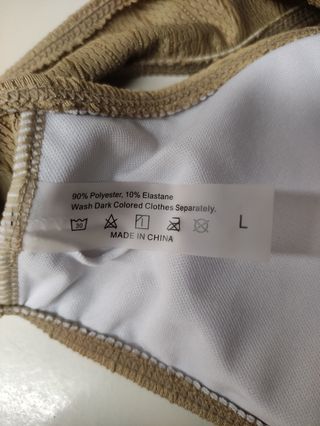 90% Polyester, 10% Elastane
Wash Dark Colored Clothes Separately.
30 L
MADE IN CHINA